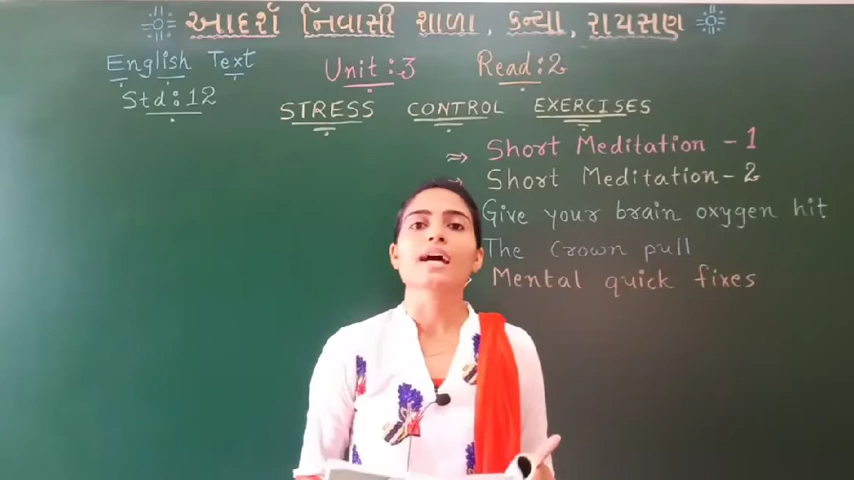 આદર્શ નિવાસી શાળા, કન્યા, રાયસણ
English Text Unit:-3 Read:-2
Std:-12
STRESS CONTROL EXERCISES
⇒ Short Meditation - 1
Short Meditation - 2
Give your brain oxygen hit
The crown pull
Mental quick fixes